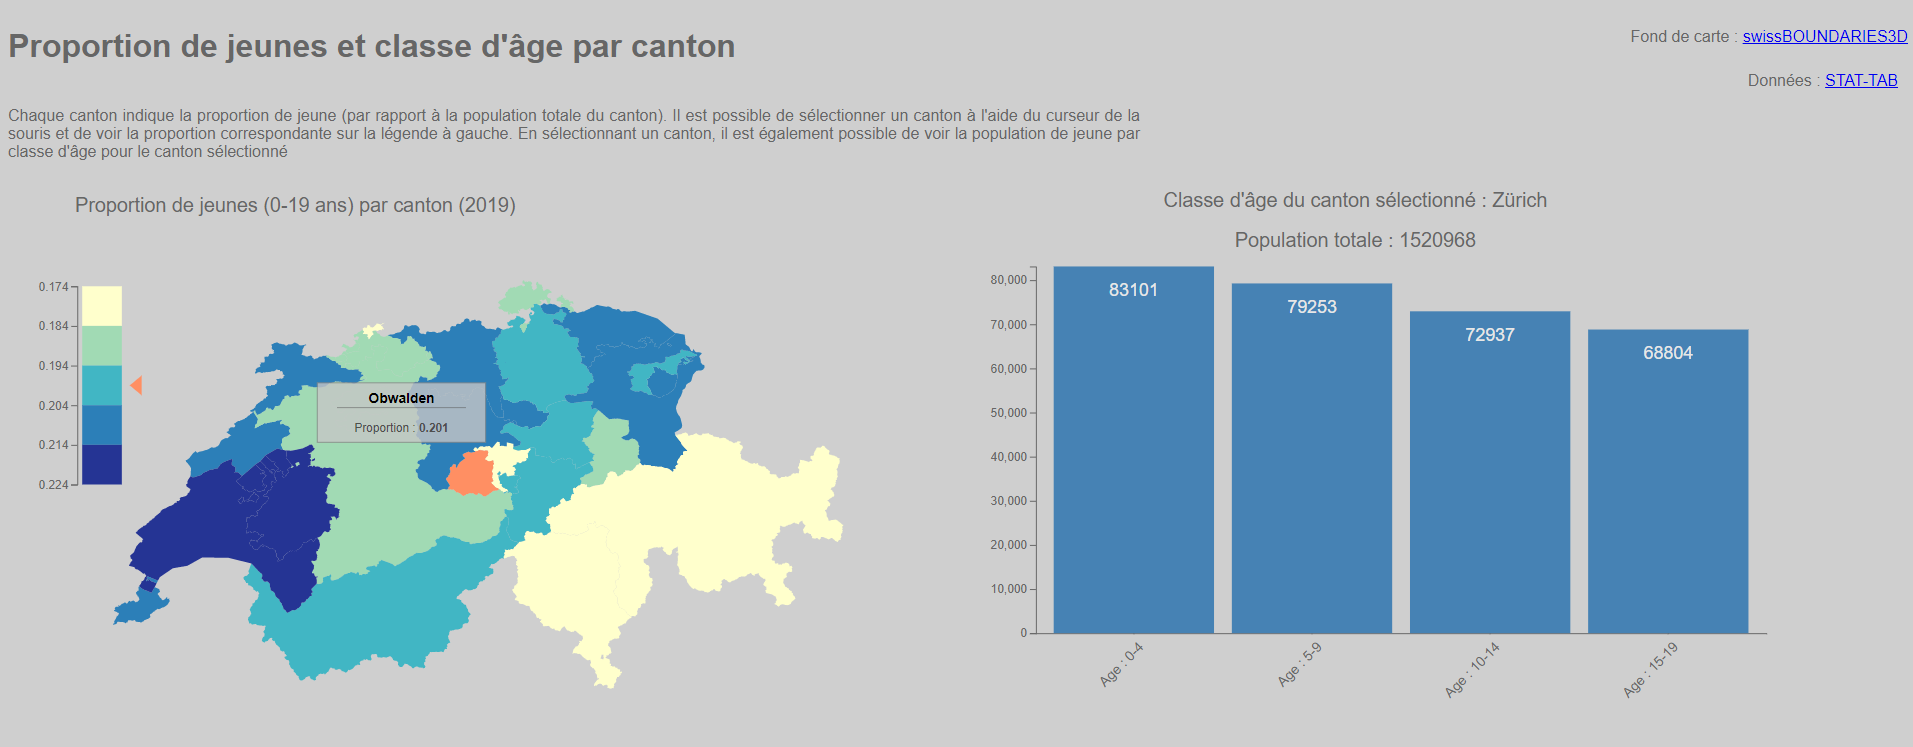 Proportion de jeunes et classe d'âge par canton
Fond de carte : swissBOUNDARIES3D
Données : STAT-TAB
Chaque canton indique la proportion de jeune (par rapport à la population totale du canton). Il est possible de sélectionner un canton à l'aide du curseur de la
souris et de voir la proportion correspondante sur la légende à gauche. En sélectionnant un canton, il est également possible de voir la population de jeune par
classe d'âge pour le canton sélectionné
Proportion de jeunes (0-19 ans) par canton (2019)
0.174
0.184
0.194
0.204
0.214
0.224
Obwalden
Proportion : 0.201
Classe d'âge du canton sélectionné : Zürich
Population totale : 1520968
80,000
70,000
60,000
50,000
40,000
30,000
20,000
10,000
0
83101
79253
72937
68804
Age : 0-4
Age : 5-9
Age : 10-14
Age : 15-19